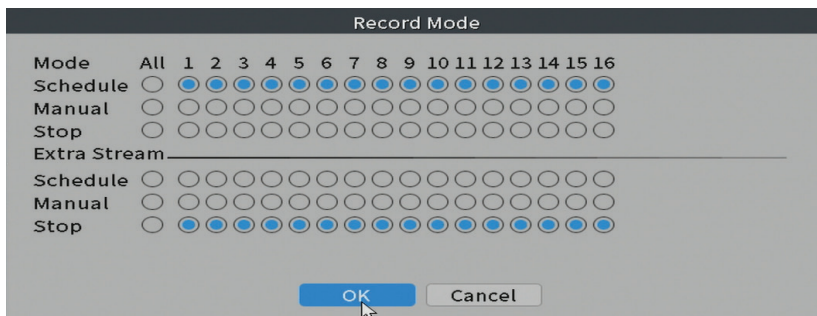 Record Mode
Mode All 1 2 3 4 5 6 7 8 9 10 11 12 13 14 15 16
Schedule
Manual
Stop
Extra Stream
Schedule
Manual
Stop
OK Cancel